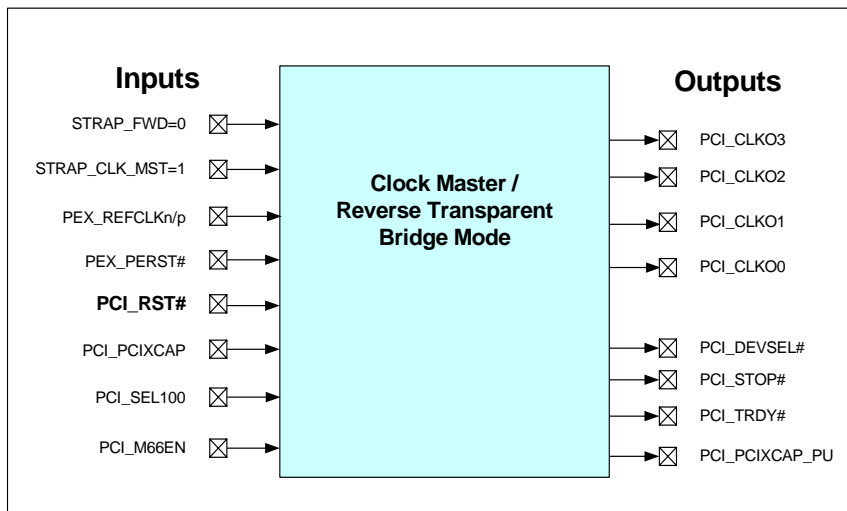 Inputs
STRAP_FWD=0
STRAP_CLK_MST=1
PEX_REFCLKn/p
PEX_PERST#
PCI_RST#
PCI_PCIXCAP
PCI_SEL100
PCI_M66EN
Clock Master /
Reverse Transparent
Bridge Mode
Outputs
PCI_CLKO3
PCI_CLKO2
PCI_CLKO1
PCI_CLKO0
PCI_DEVSEL#
PCI_STOP#
PCI_TRDY#
PCI_PCIXCAP_PU